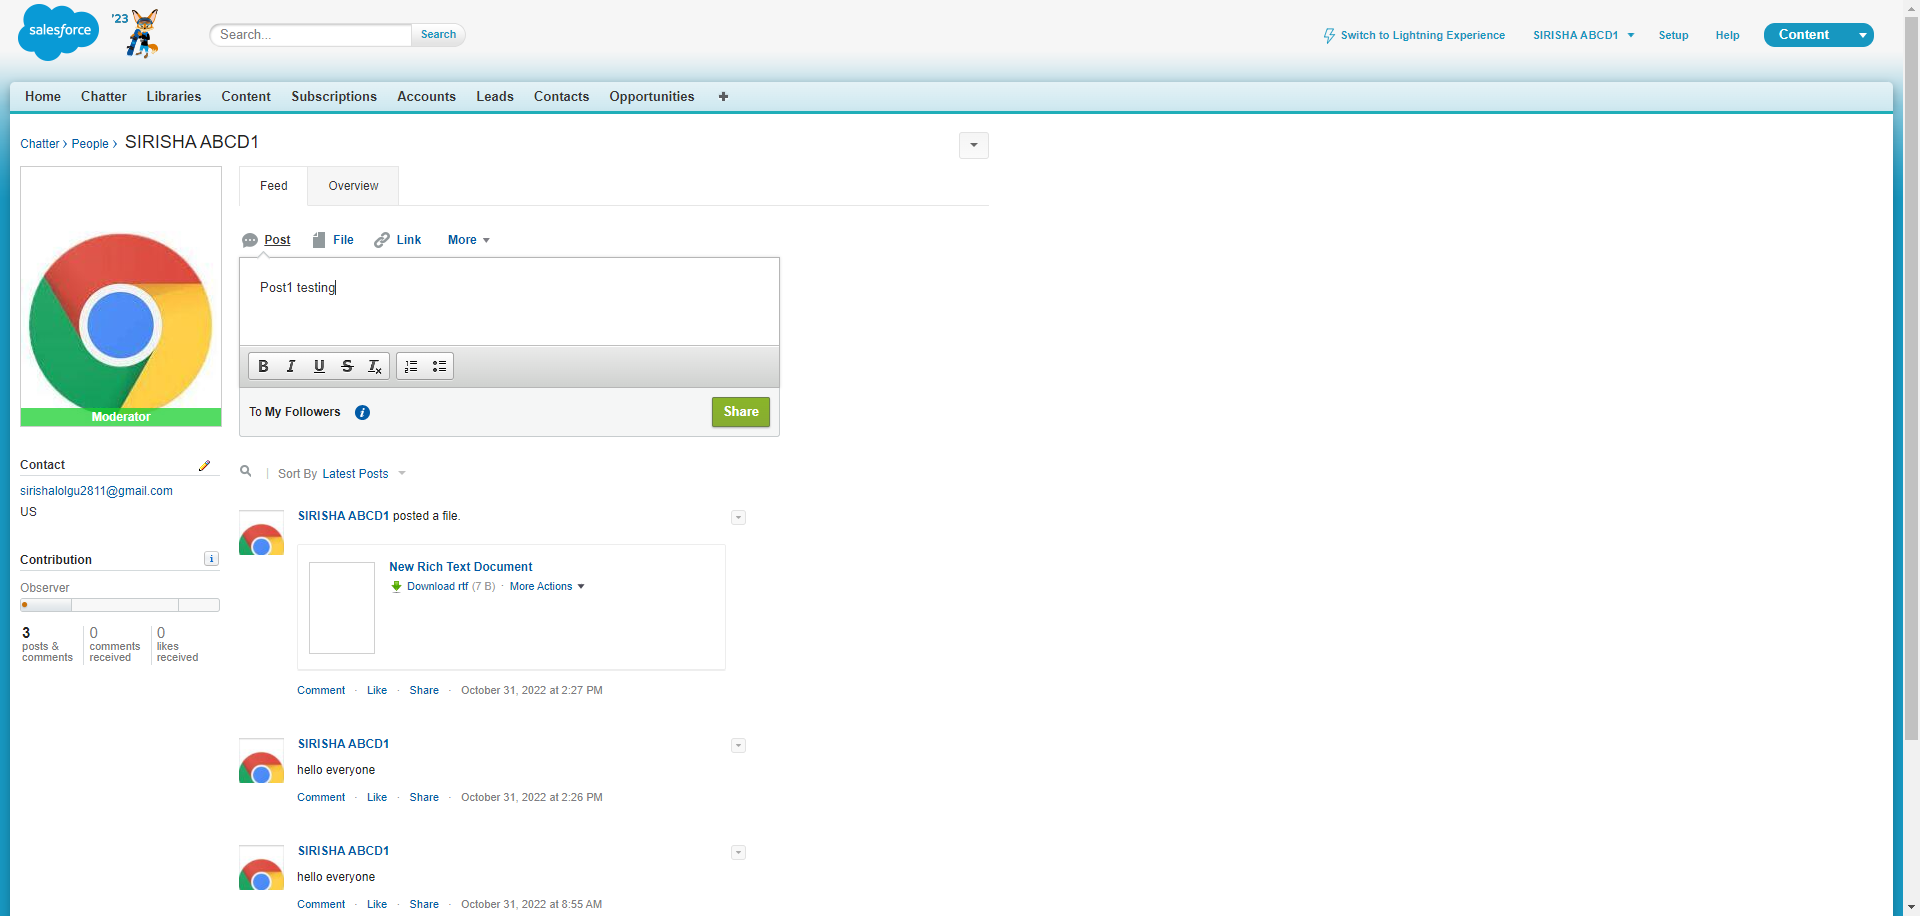 salesforce
'23
Search...
Search
Switch to Lightning Experience
SIRISHA ABCD1
Setup
Help
Content
Home
Chatter
Libraries
Content
Subscriptions
Accounts
Leads
Contacts
Opportunities
+
Chatter › People › SIRISHA ABCD1
Feed
Overview
Post
File
Link
More
Post1 testing
B
I
U
S
Ix
To My Followers
i
Share
Moderator
Contact
sirishalolgu2811@gmail.com
US
Contribution
i
Observer
3
posts &
comments
0
comments
received
0
likes
received
Sort By Latest Posts
SIRISHA ABCD1 posted a file.
New Rich Text Document
Download rtf (7 B) · More Actions
Comment · Like · Share · October 31, 2022 at 2:27 PM
SIRISHA ABCD1
hello everyone
Comment · Like · Share · October 31, 2022 at 2:26 PM
SIRISHA ABCD1
hello everyone
Comment · Like · Share · October 31, 2022 at 8:55 AM